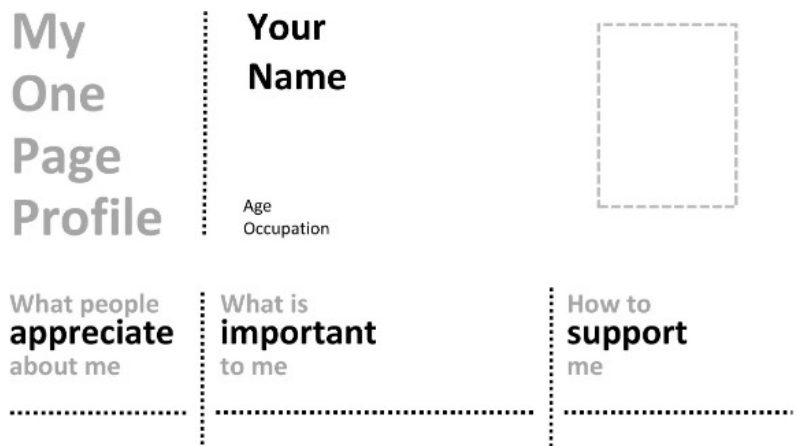 My
One
Page
Profile
Your
Name
Age
Occupation
What people
appreciate
about me
What is
important
to me
How to
support
me